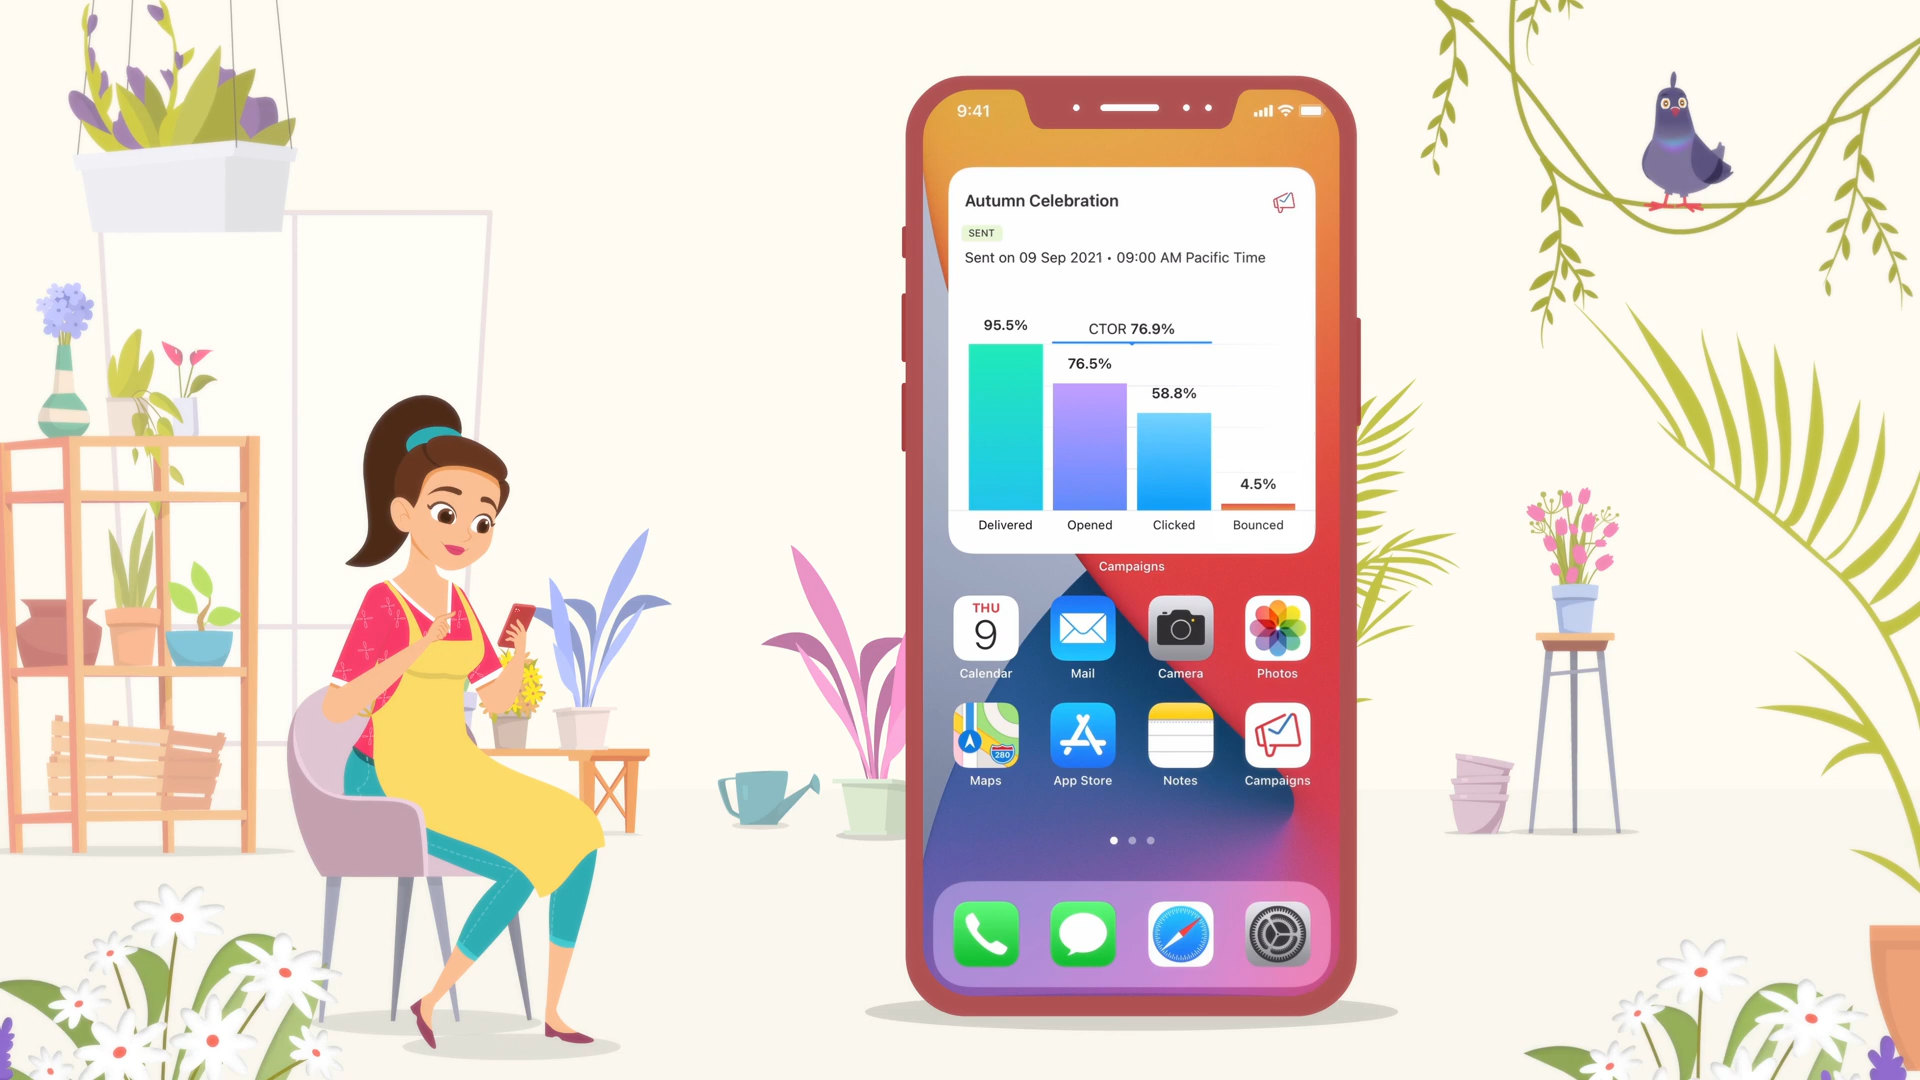 9:41
Autumn Celebration
SENT
Sent on 09 Sep 2021 • 09:00 AM Pacific Time
95.5%
CTOR 76.9%
76.5%
58.8%
4.5%
Delivered Opened Clicked Bounced
Campaigns
THU
9
Calendar Mail Camera Photos
280
Maps App Store Notes Campaigns